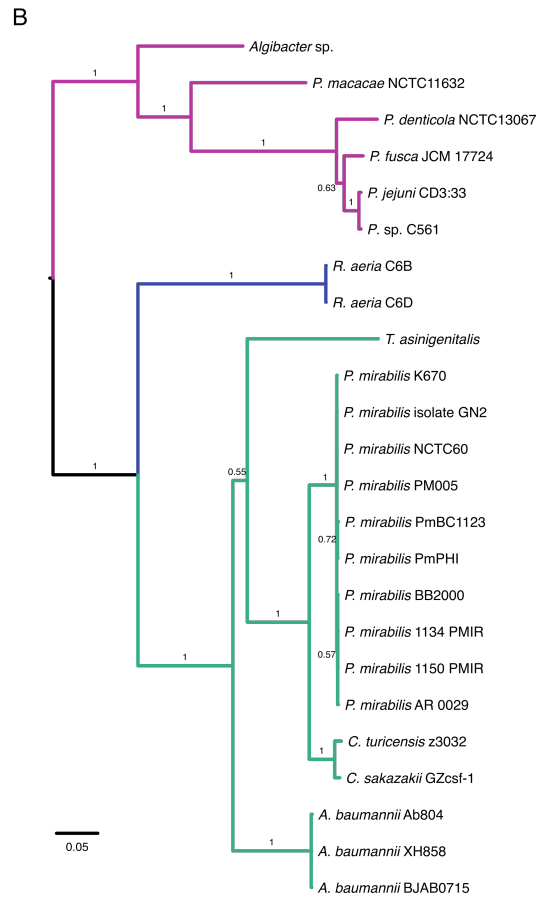 B
Algibacter sp.
1
P. macacae NCTC11632
1
P. denticola NCTC13067
1
P. fusca JCM 17724
0.63
P. jejuni CD3:33
1
P. sp. C561
R. aeria C6B
1
R. aeria C6D
T. asinigenitalis
P. mirabilis K670
P. mirabilis isolate GN2
P. mirabilis NCTC60
1
0.55
1
P. mirabilis PM005
P. mirabilis PmBC1123
0.72
P. mirabilis PmPHI
P. mirabilis BB2000
1
P. mirabilis 1134 PMIR
0.57
1
P. mirabilis 1150 PMIR
P. mirabilis AR 0029
C. turicensis z3032
1
C. sakazakii GZcsf-1
A. baumannii Ab804
1
A. baumannii XH858
0.05
A. baumannii BJAB0715